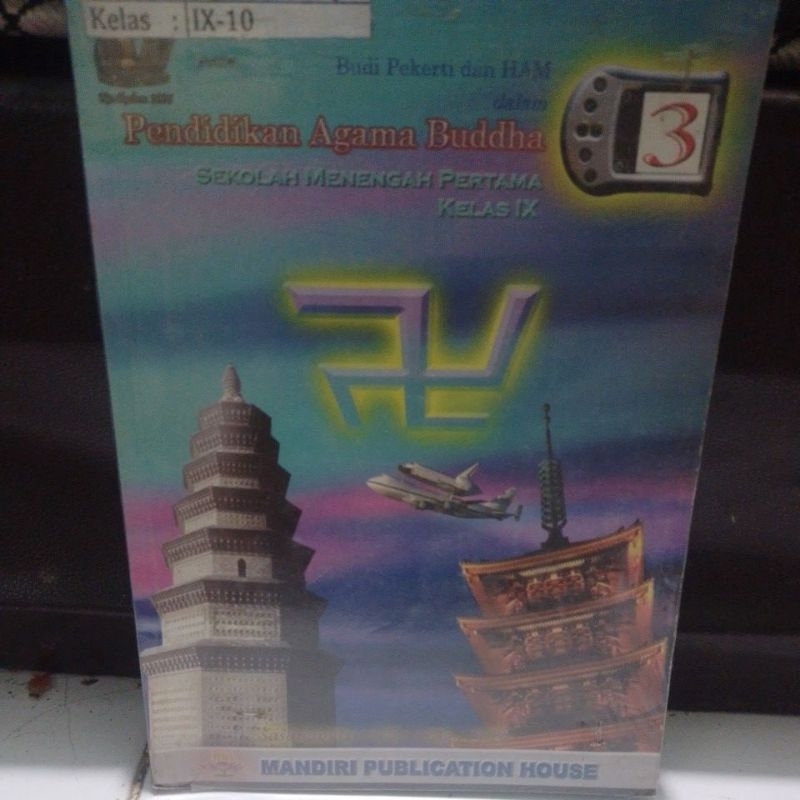 Kelas : IX-10
Budi Pekerti dan HAM
dalam
Pendidikan Agama Buddha
3
SEKOLAH MENENGAH PERTAMA
KELAS IX
MANDIRI PUBLICATION HOUSE